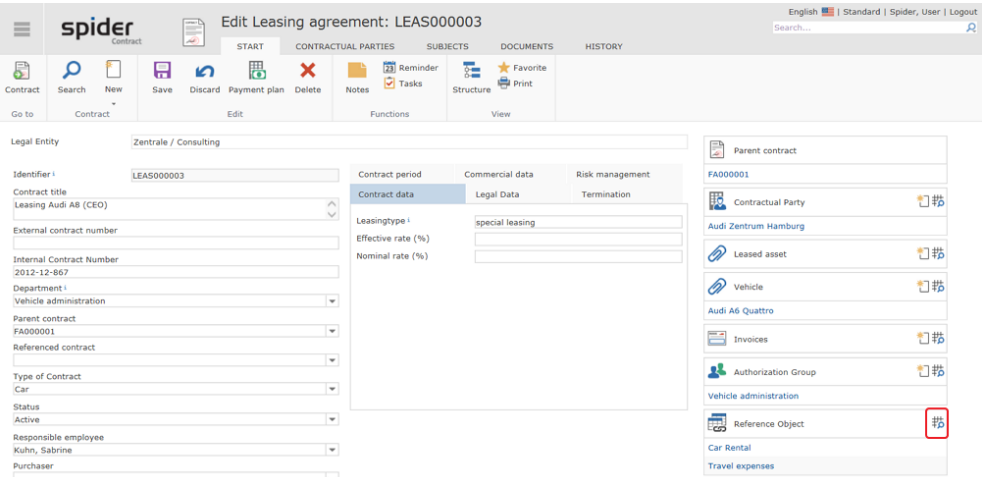 English | Standard | Spider, User | Logout
spider
Contract
Edit Leasing agreement: LEAS000003
Search...
START CONTRACTUAL PARTIES SUBJECTS DOCUMENTS HISTORY
Contract Search New Save Discard Payment plan Delete Notes 23 Reminder Tasks Structure Favorite Print
Go to Contract Edit Functions View
Legal Entity Zentrale / Consulting
Identifier i LEAS000003
Contract title
Leasing Audi A8 (CEO)
External contract number
Internal Contract Number
2012-12-867
Department i
Vehicle administration
Parent contract
FA000001
Referenced contract
Type of Contract
Car
Status
Active
Responsible employee
Kuhn, Sabrine
Purchaser
Contract period Commercial data Risk management
Contract data Legal Data Termination
Leasingtype i special leasing
Effective rate (%)
Nominal rate (%)
Parent contract
FA000001
Contractual Party
Audi Zentrum Hamburg
Leased asset
Vehicle
Audi A6 Quattro
Invoices
Authorization Group
Vehicle administration
Reference Object
Car Rental
Travel expenses